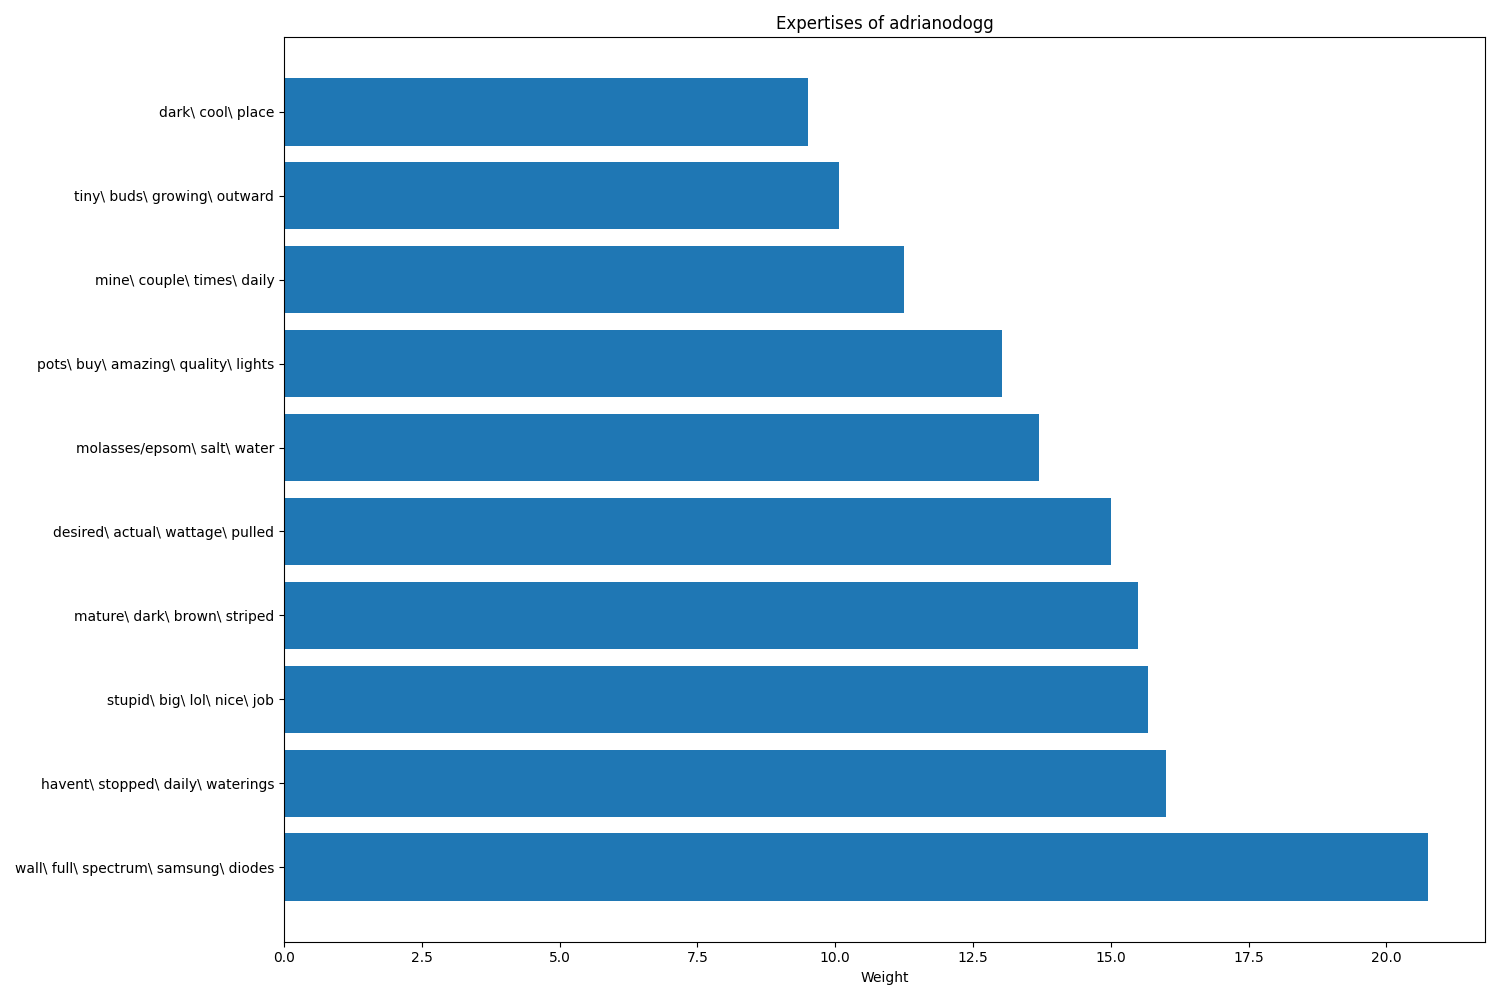 Expertises of adrianodogg
dark\ cool\ place
tiny\ buds\ growing\ outward
mine\ couple\ times\ daily
pots\ buy\ amazing\ quality\ lights
molasses/epsom\ salt\ water
desired\ actual\ wattage\ pulled
mature\ dark\ brown\ striped
stupid\ big\ lol\ nice\ job
havent\ stopped\ daily\ waterings
wall\ full\ spectrum\ samsung\ diodes
0.0 2.5 5.0 7.5 10.0 12.5 15.0 17.5 20.0
Weight